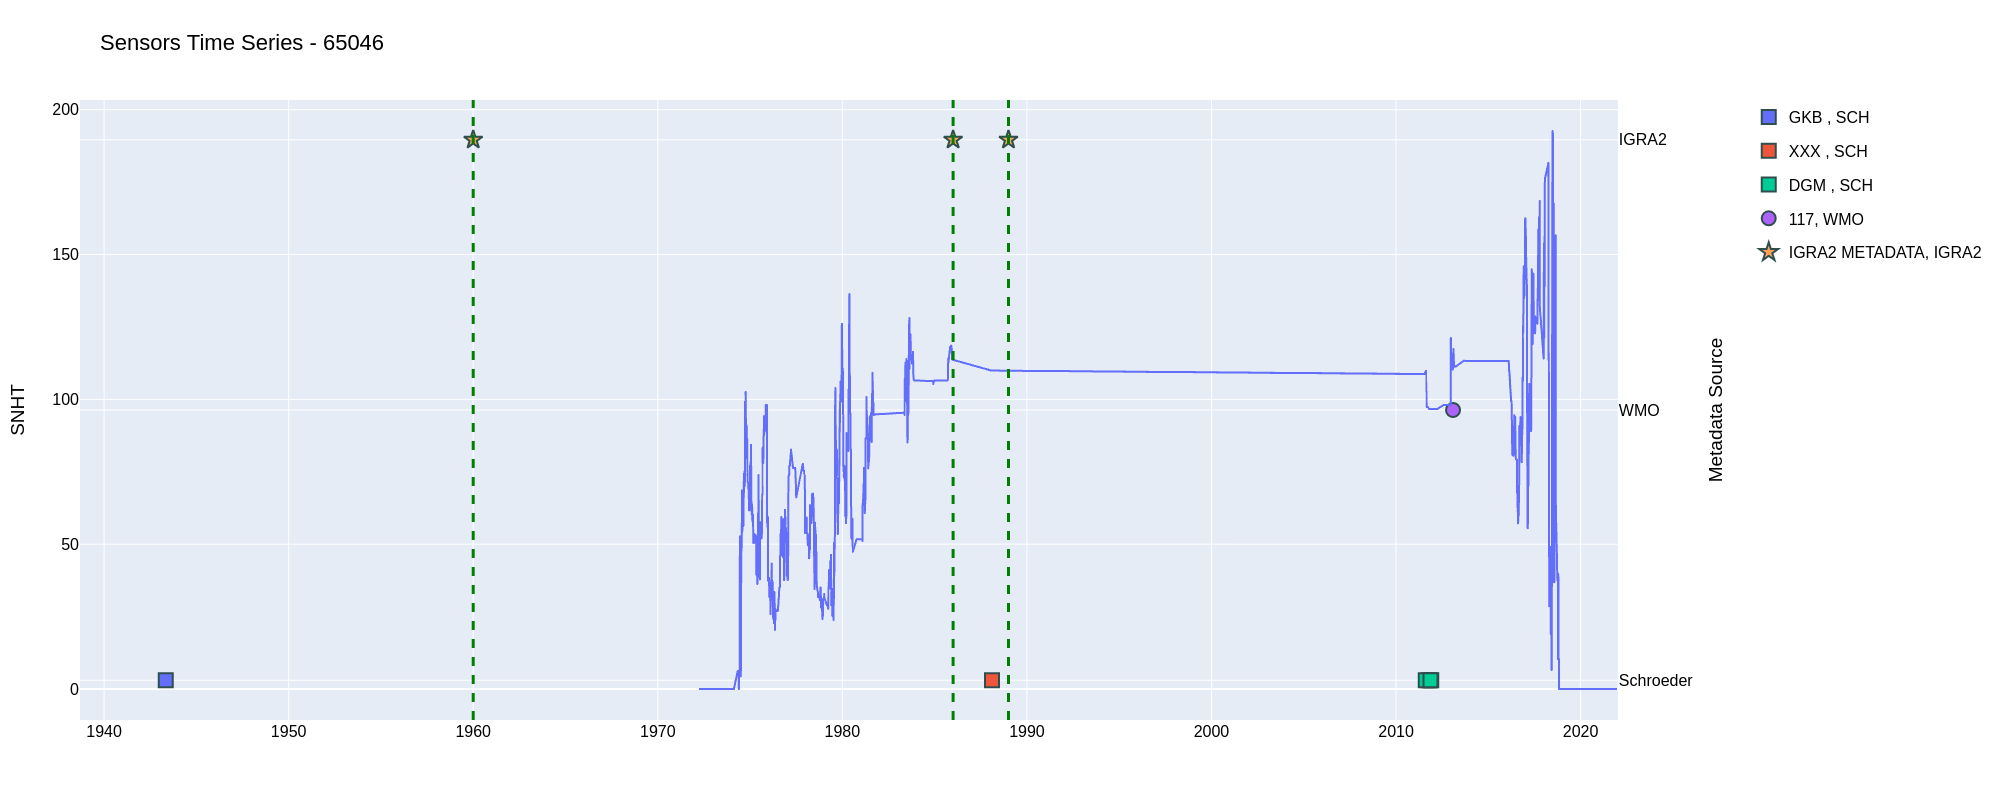 Sensors Time Series - 65046
200
150
100
50
0
SNHT
1940
1950
1960
1970
1980
1990
2000
2010
2020
IGRA2
WMO
Schroeder
Metadata Source
GKB , SCH
XXX , SCH
DGM , SCH
117, WMO
IGRA2 METADATA, IGRA2